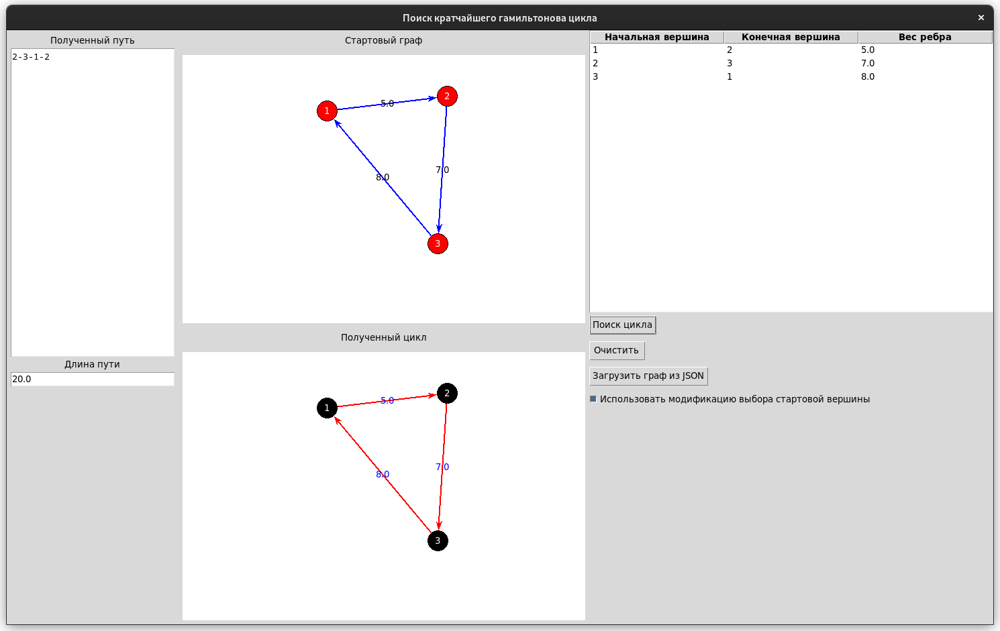 Поиск кратчайшего гамильтонова цикла
×
Полученный путь
2-3-1-2
Длина пути
20.0
Стартовый граф
1
5.0
2
8.0
7.0
3
Полученный цикл
1
5.0
2
8.0
7.0
3
Начальная вершина Конечная вершина Вес ребра
1 2 5.0
2 3 7.0
3 1 8.0
Поиск цикла
Очистить
Загрузить граф из JSON
Использовать модификацию выбора стартовой вершины